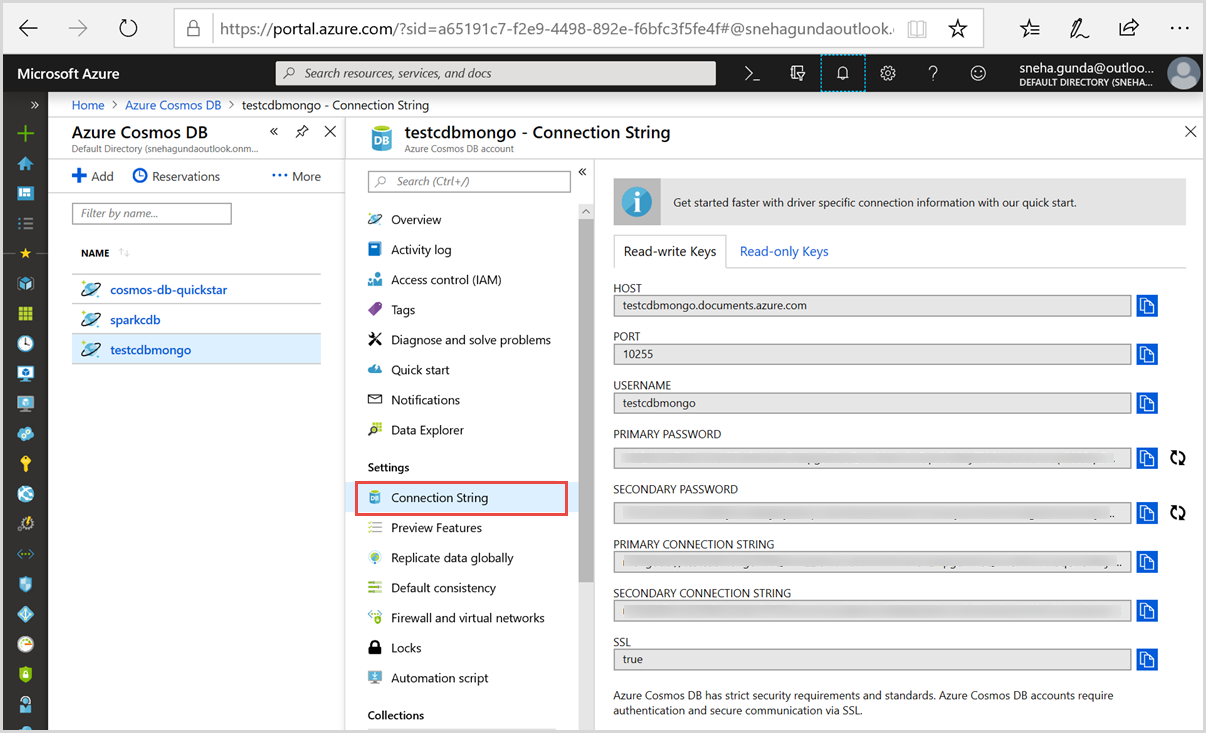 https://portal.azure.com/?sid=a65191c7-f2e9-4498-892e-f6bfc3f5fe4f#@snehagundaoutlook.
Microsoft Azure
Search resources, services, and docs
sneha.gunda@outloo...
DEFAULT DIRECTORY (SNEHA...
Home > Azure Cosmos DB > testcdbmongo - Connection String
Azure Cosmos DB
Default Directory (snehagundaoutlook.onm...
Add
Reservations
More
Filter by name...
NAME
cosmos-db-quickstar
sparkcdb
testcdbmongo
DB
testcdbmongo - Connection String
Azure Cosmos DB account
Search (Ctrl+/)
Overview
Activity log
Access control (IAM)
Tags
Diagnose and solve problems
Quick start
Notifications
Data Explorer
Settings
Connection String
Preview Features
Replicate data globally
Default consistency
Firewall and virtual networks
Locks
Automation script
Collections
Get started faster with driver specific connection information with our quick start.
Read-write Keys
Read-only Keys
HOST
testcdbmongo.documents.azure.com
PORT
10255
USERNAME
testcdbmongo
PRIMARY PASSWORD
SECONDARY PASSWORD
PRIMARY CONNECTION STRING
SECONDARY CONNECTION STRING
SSL
true
Azure Cosmos DB has strict security requirements and standards. Azure Cosmos DB accounts require
authentication and secure communication via SSL.